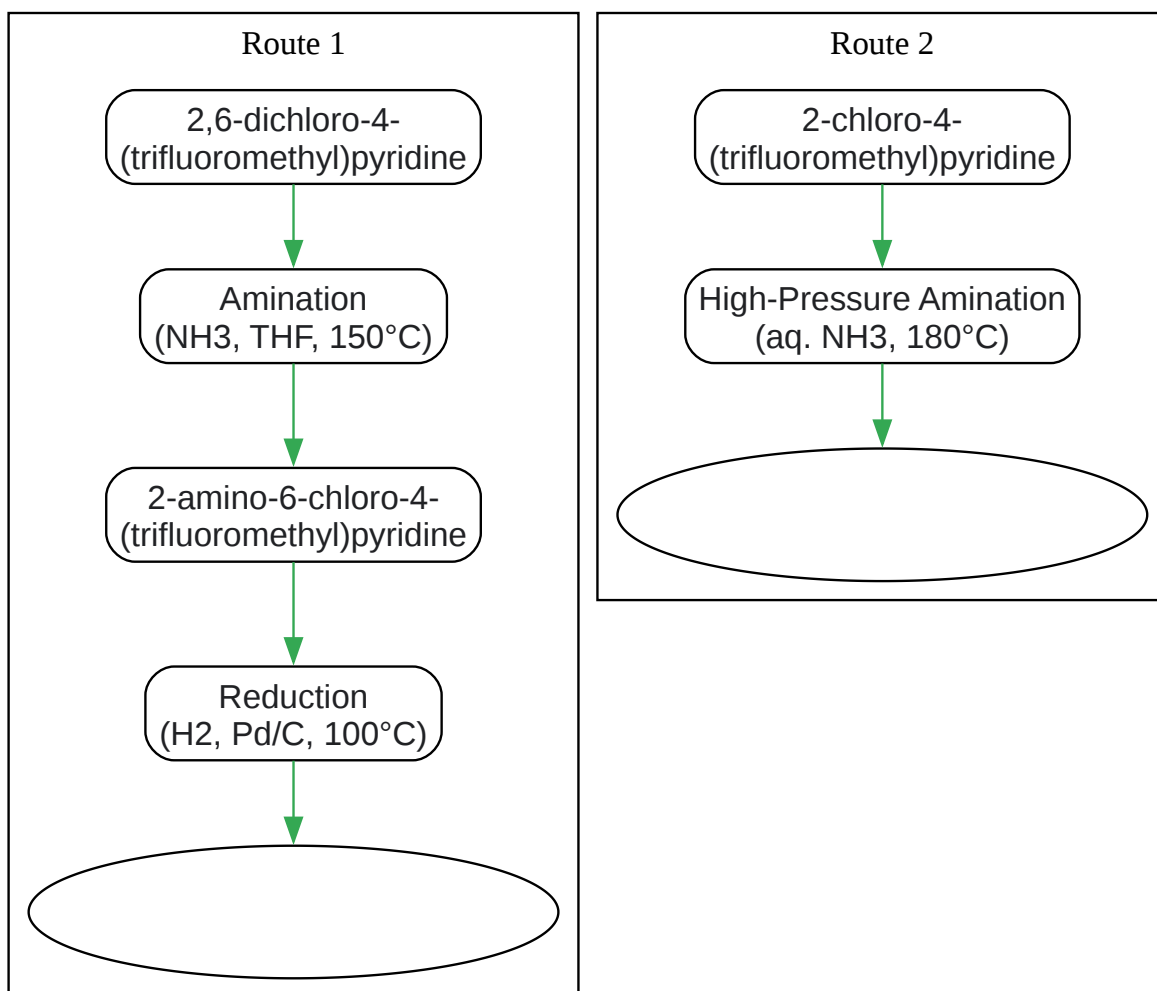 Route 1
2,6-dichloro-4-
(trifluoromethyl)pyridine
Amination
(NH3, THF, 150°C)
2-amino-6-chloro-4-
(trifluoromethyl)pyridine
Reduction
(H2, Pd/C, 100°C)
Route 2
2-chloro-4-
(trifluoromethyl)pyridine
High-Pressure Amination
(aq. NH3, 180°C)